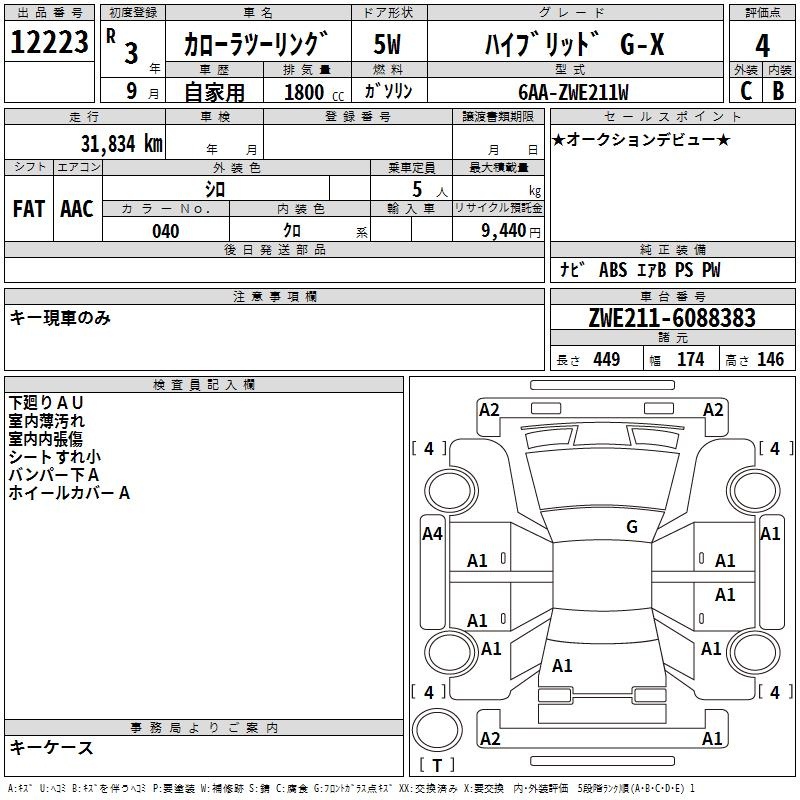 出品番号 初度登録 車名 ドア形状 グレード 評価点
12223 R 3 年 カローラツーリング 5W ハイブリッド G-X 4
車歴 排気量 燃料 型式 外装 内装
9 月 自家用 1800 CC ガソリン 6AA-ZWE211W C B
走行 車検 登録番号 譲渡書類期限 セールスポイント
31,834 km 年 月 月 日 ★オークションデビュー★
シフト エアコン 外装色 乗車定員 最大積載量
FAT AAC シロ 5 人 kg
カラーNo. 内装色 輸入車 リサイクル預託金
040 クロ 系 9,440 円
後日発送部品 純正装備
ナビ ABS エアB PS PW
注意事項欄 車台番号
キー現車のみ ZWE211-6088383
諸元
長さ 449 幅 174 高さ 146
検査員記入欄
下廻りAU
室内薄汚れ
室内内張傷
シートすれ小
バンパー下A
ホイールカバーA
A2 A2
[ 4 ] [ 4 ]
G
A4 A1
A1 A1
A1
A1
A1 A1
A1
[ 4 ] [ 4 ]
A2 A1
[ T ]
事務局よりご案内
キーケース
A:キズ U:ヘコミ B:キズを伴うヘコミ P:要塗装 W:補修跡 S:錆 C:腐食 G:フロントガラス点キズ XX:交換済み X:要交換 内・外装評価 5段階ランク順(A・B・C・D・E) 1